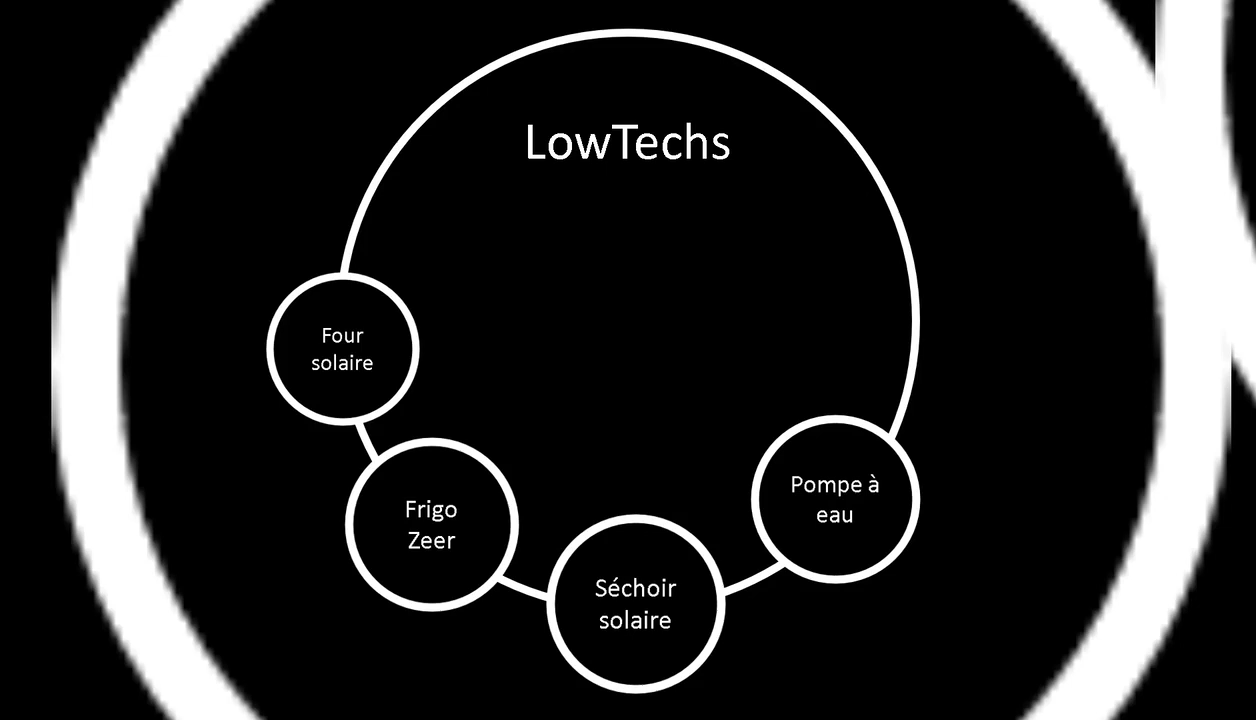 LowTechs
Four
solaire
Frigo
Zeer
Séchoir
solaire
Pompe à
eau